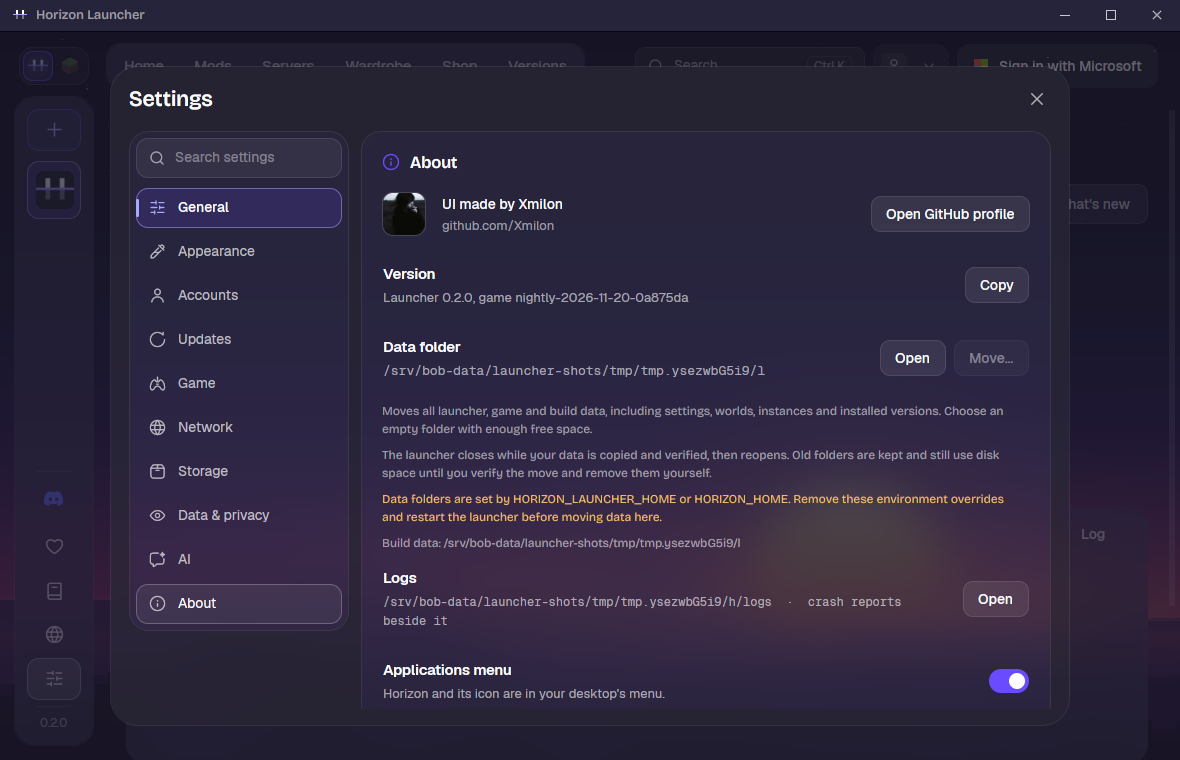 Horizon Launcher
Home Mods Servers Wardrobe Shop Versions
Search Ctrl K
Sign in with Microsoft
Settings
Search settings
General
Appearance
Accounts
Updates
Game
Network
Storage
Data & privacy
AI
About
0.2.0
About
UI made by Xmilon
github.com/Xmilon
Open GitHub profile
Version
Launcher 0.2.0, game nightly-2026-11-20-0a875da
Copy
Data folder
/srv/bob-data/launcher-shots/tmp/tmp.ysezwbG5i9/l
Open
Move...
Moves all launcher, game and build data, including settings, worlds, instances and installed versions. Choose an
empty folder with enough free space.
The launcher closes while your data is copied and verified, then reopens. Old folders are kept and still use disk
space until you verify the move and remove them yourself.
Data folders are set by HORIZON_LAUNCHER_HOME or HORIZON_HOME. Remove these environment overrides
and restart the launcher before moving data here.
Build data: /srv/bob-data/launcher-shots/tmp/tmp.ysezwbG5i9/l
Logs
/srv/bob-data/launcher-shots/tmp/tmp.ysezwbG5i9/h/logs · crash reports
beside it
Open
Applications menu
Horizon and its icon are in your desktop's menu.
hat's new
Log